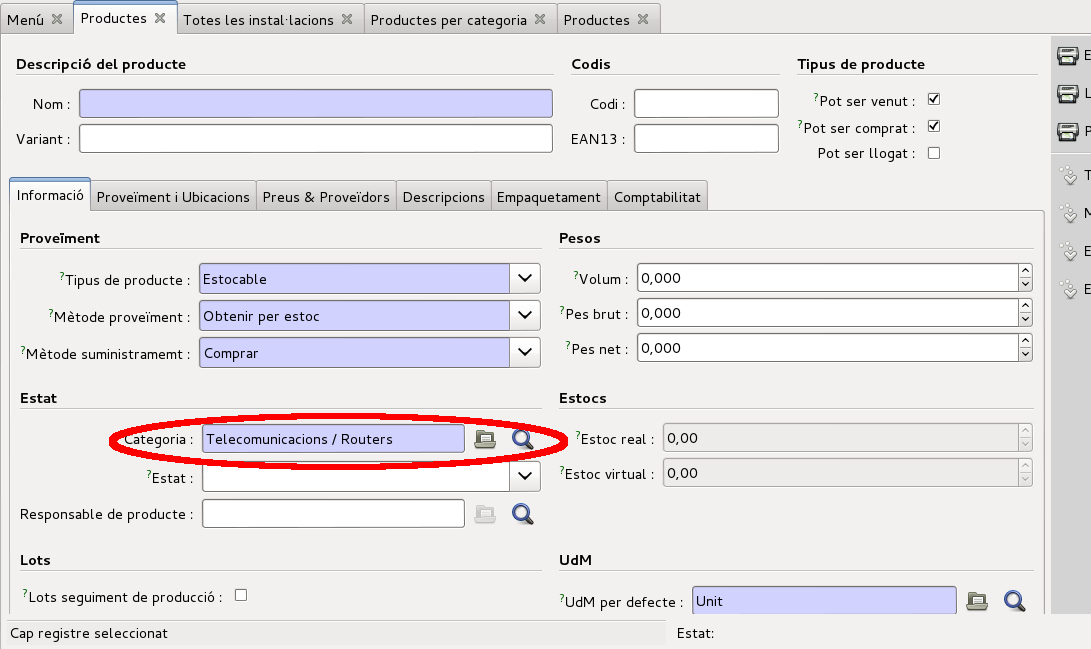 Menú
Productes
Totes les instal·lacions
Productes per categoria
Productes
Descripció del producte
Codis
Tipus de producte
Nom :
Codi :
?Pot ser venut :
Variant :
EAN13 :
?Pot ser comprat :
Pot ser llogat :
Informació
Proveïment i Ubicacions
Preus & Proveïdors
Descripcions
Empaquetament
Comptabilitat
Proveïment
Pesos
?Tipus de producte : Estocable
?Volum : 0,000
?Mètode proveïment : Obtenir per estoc
?Pes brut : 0,000
?Mètode suministramemt : Comprar
?Pes net : 0,000
Estat
Estocs
Categoria : Telecomunicacions / Routers
?Estoc real : 0,00
?Estat :
?Estoc virtual : 0,00
Responsable de producte :
Lots
UdM
?Lots seguiment de producció :
?UdM per defecte : Unit
Cap registre seleccionat
Estat:
E
L
P
T
M
E
E